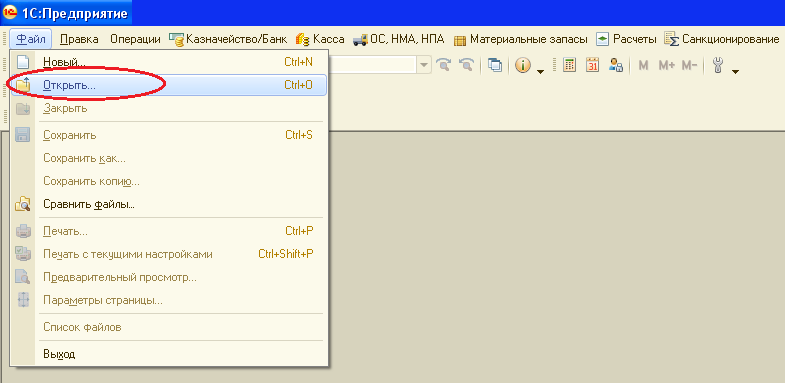 1С:Предприятие
Файл Правка Операции Казначейство/Банк Касса ОС, НМА, НПА Материальные запасы Расчеты Санкционирование
Новый... Ctrl+N
Открыть... Ctrl+O
Закрыть
Сохранить Ctrl+S
Сохранить как...
Сохранить копию...
Сравнить файлы...
Печать... Ctrl+P
Печать с текущими настройками Ctrl+Shift+P
Предварительный просмотр...
Параметры страницы...
Список файлов
Выход
31 M M+ M-